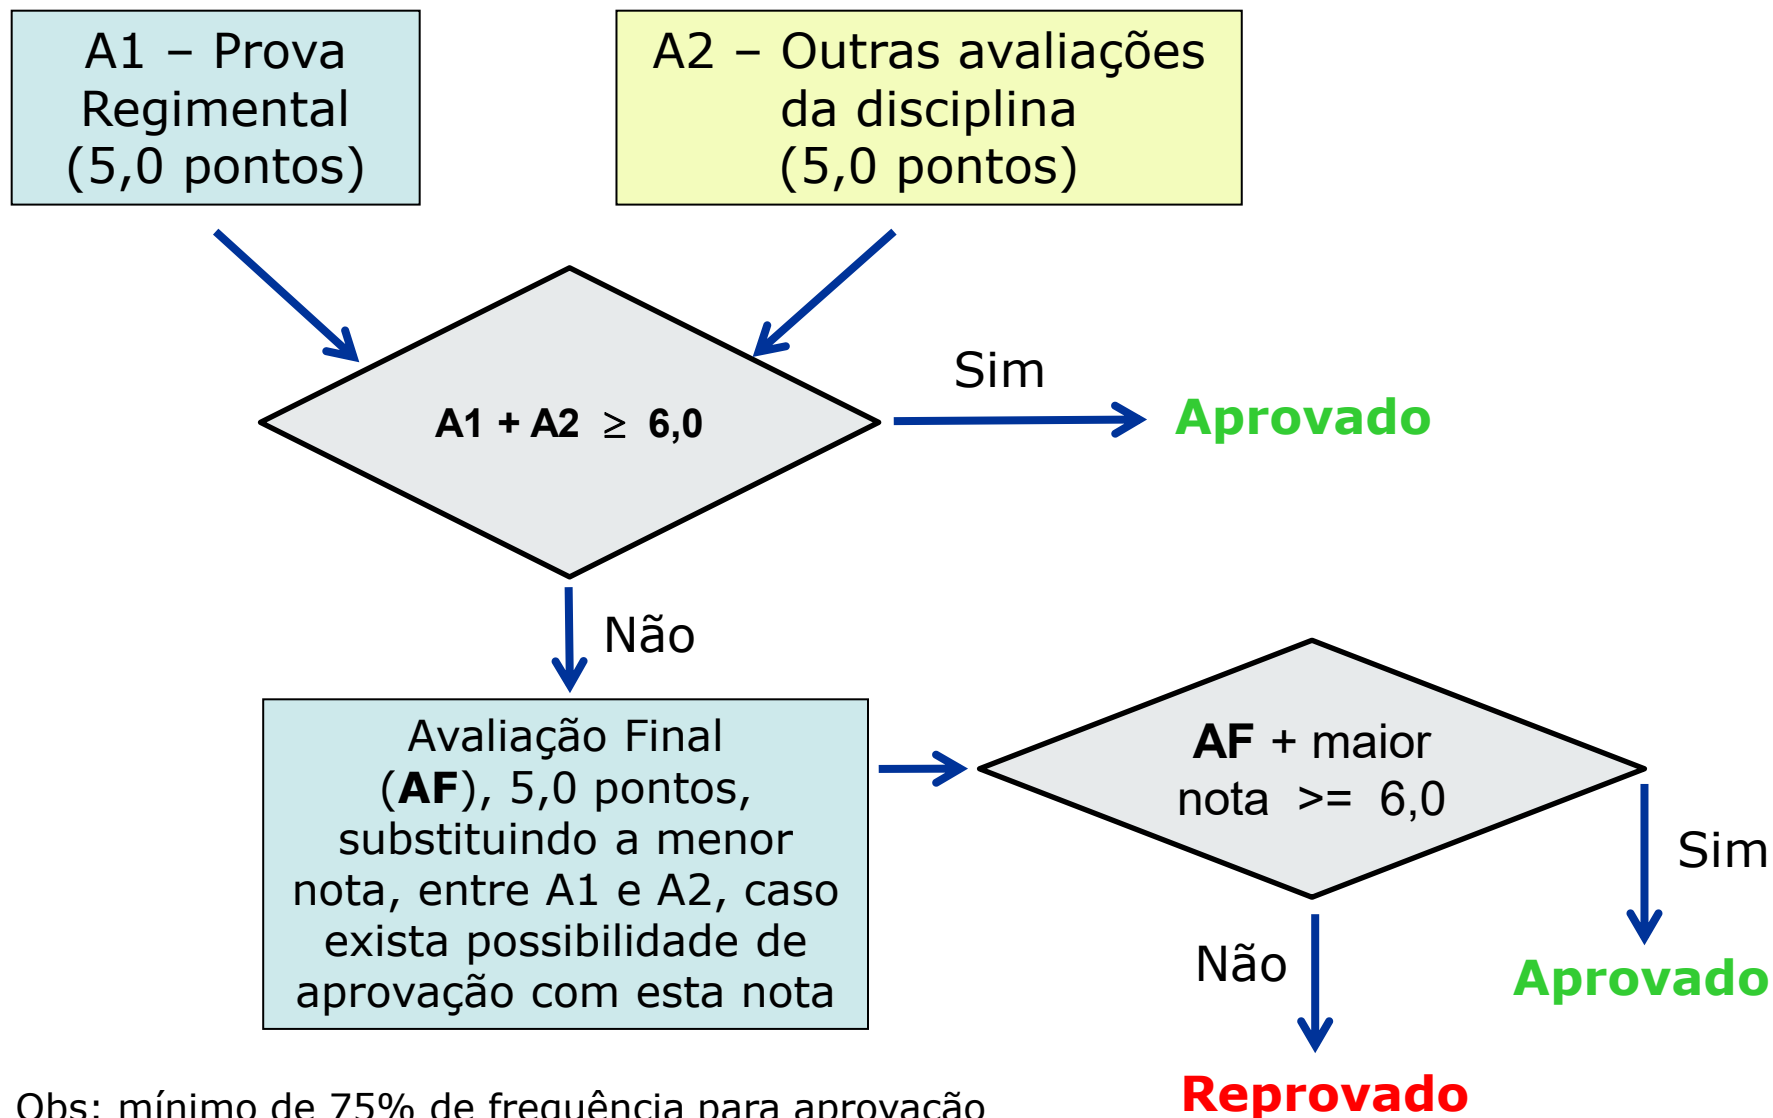 A1 – Prova
Regimental
(5,0 pontos)
A2 – Outras avaliações
da disciplina
(5,0 pontos)
A1 + A2 ≥ 6,0
Sim
Aprovado
Não
Avaliação Final
(AF), 5,0 pontos,
substituindo a menor
nota, entre A1 e A2, caso
exista possibilidade de
aprovação com esta nota
AF + maior
nota >= 6,0
Sim
Aprovado
Não
Reprovado
Obs: mínimo de 75% de frequência para aprovação